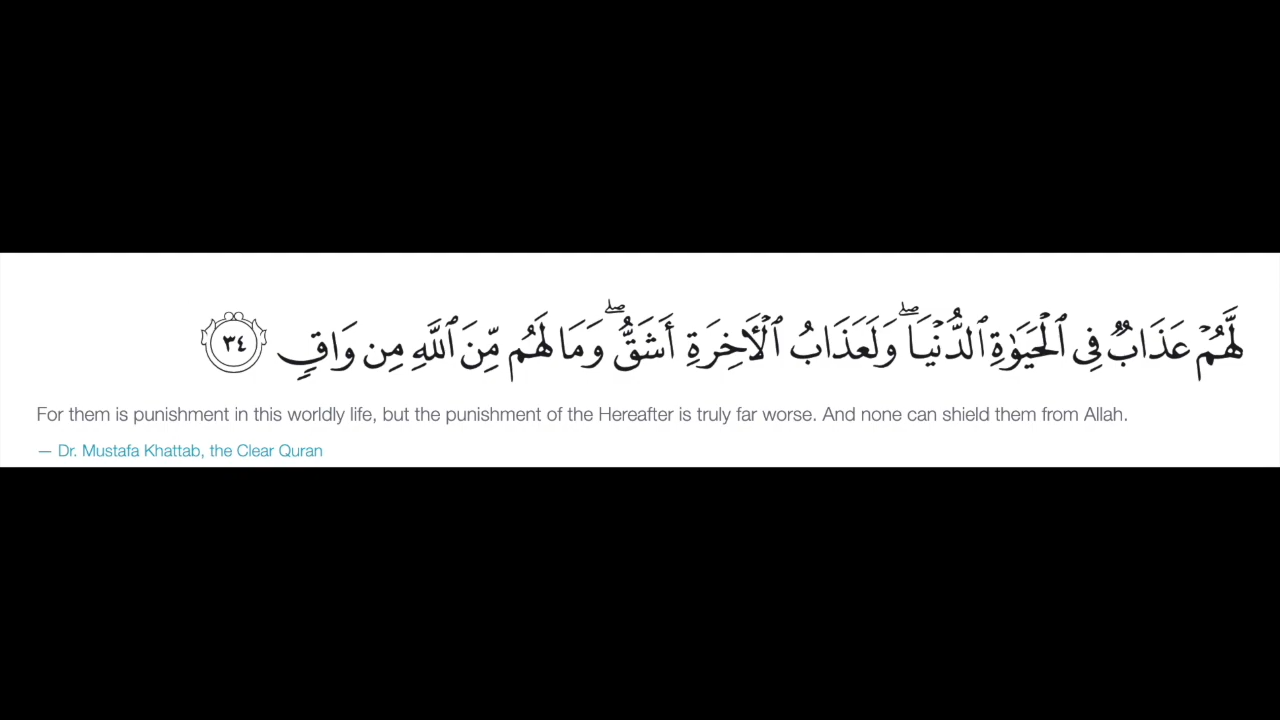 لَّهُمْ عَذَابٌ فِى ٱلْحَيَوٰةِ ٱلدُّنْيَا ۖ وَلَعَذَابُ ٱلْـَٔاخِرَةِ أَشَقُّ ۖ وَمَا لَهُم مِّنَ ٱللَّهِ مِن وَاقٍ ٣٤
For them is punishment in this worldly life, but the punishment of the Hereafter is truly far worse. And none can shield them from Allah.
— Dr. Mustafa Khattab, the Clear Quran